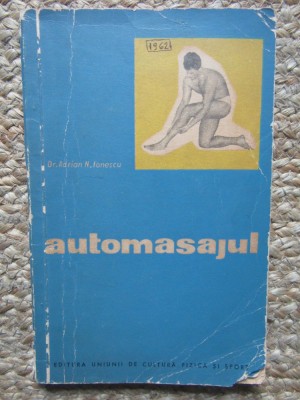 1962
Dr. Adrian N. Ionescu
automasajul
EDITURA UNIUNII DE CULTURĂ FIZICĂ ȘI SPORT